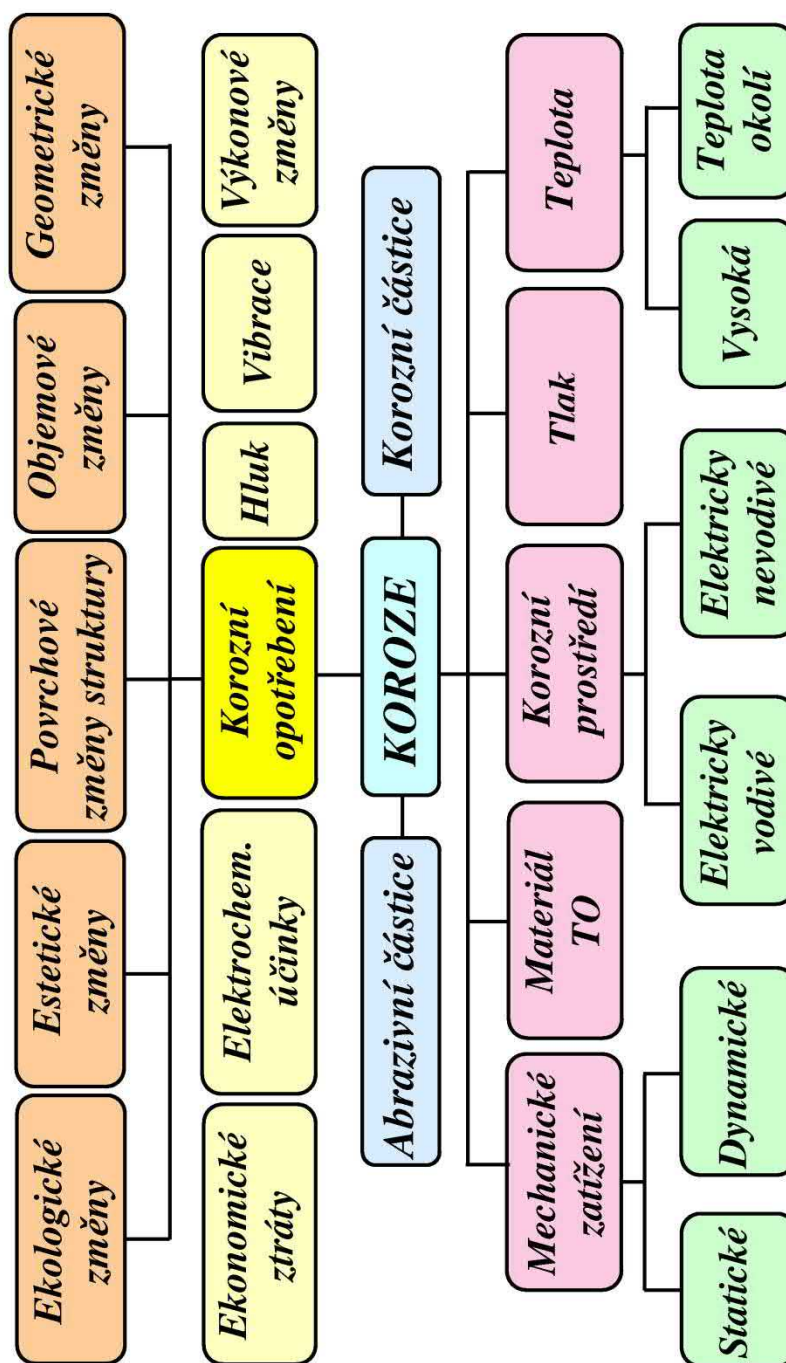 Ekologické
změny
Estetické
změny
Povrchové
změny struktury
Objemové
změny
Geometrické
změny
Ekonomické
ztráty
Elektrochem.
účinky
Korozní
opotřebení
Hluk
Vibrace
Výkonové
změny
Abrazivní částice
KOROZE
Korozní částice
Mechanické
zatížení
Materiál
TO
Korozní
prostředí
Tlak
Teplota
Statické
Dynamické
Elektricky
vodivé
Elektricky
nevodivé
Vysoká
Teplota
okolí